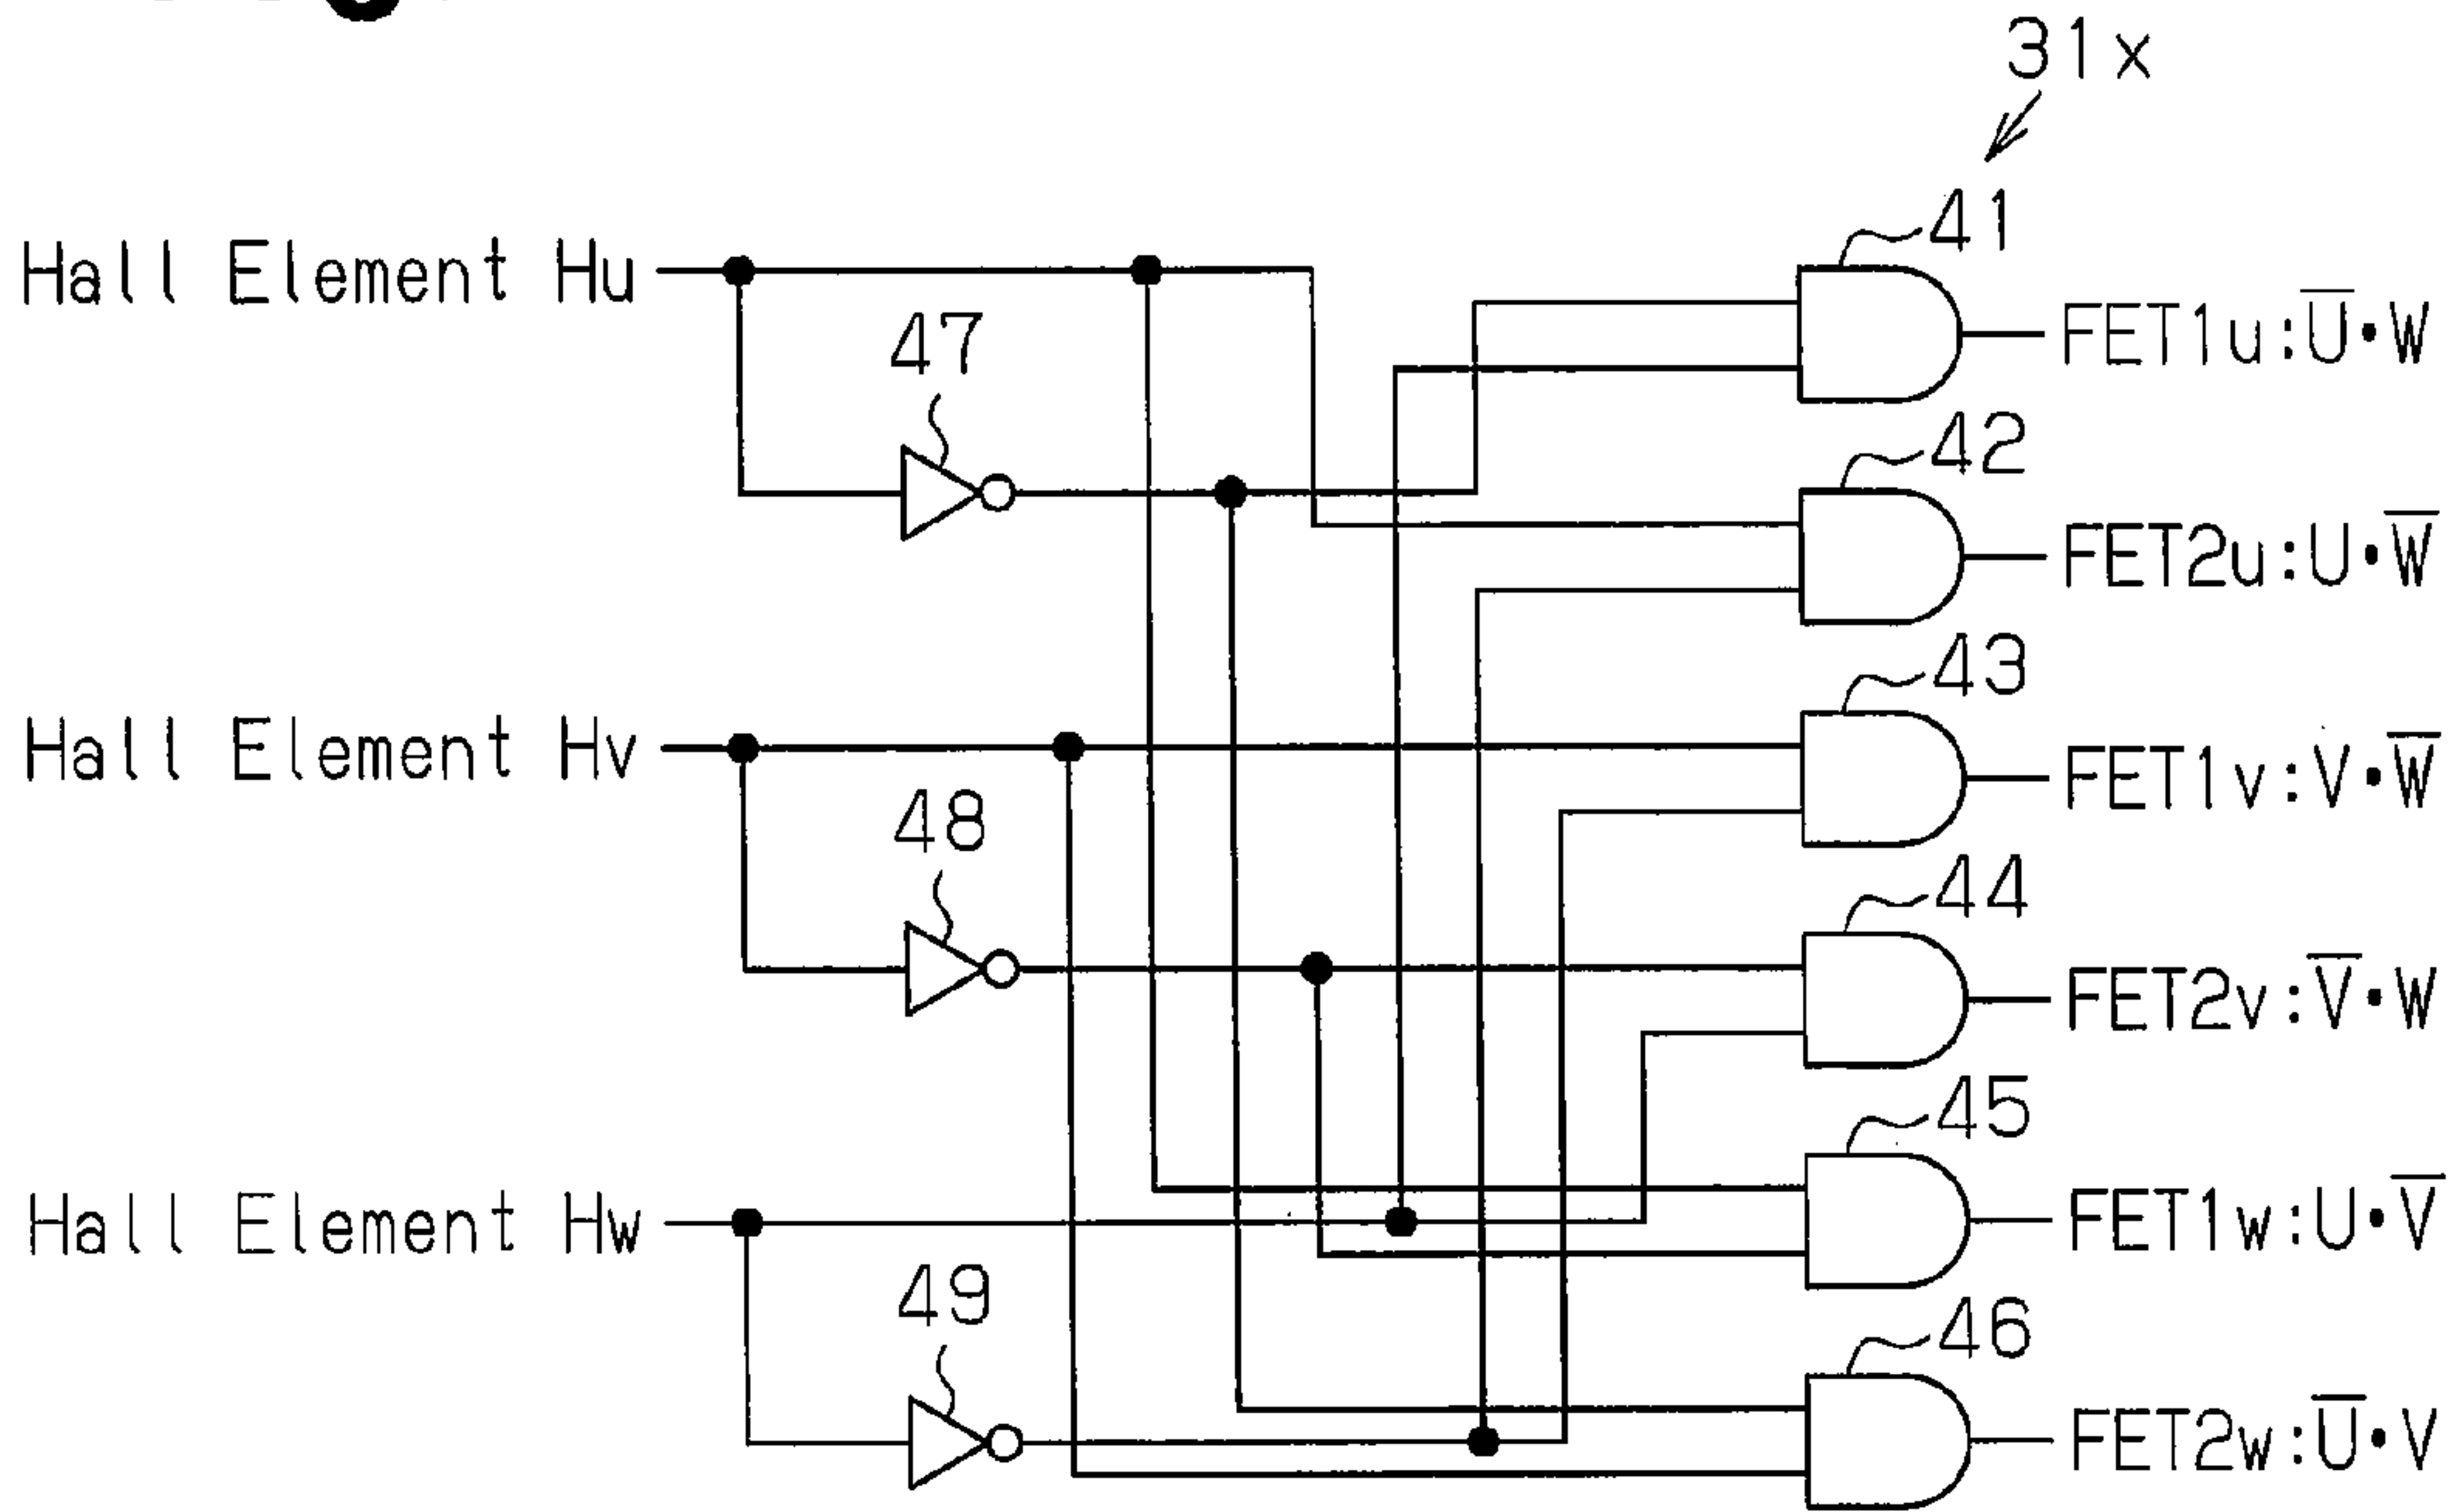 31x
41
Hall Element Hu
47
FET1u:U̅•W
42
FET2u:U•W̅
43
Hall Element Hv
FET1v:V•W̅
48
44
FET2v:V̅•W
45
Hall Element Hw
FET1w:U•V̅
49
46
FET2w:U̅•V